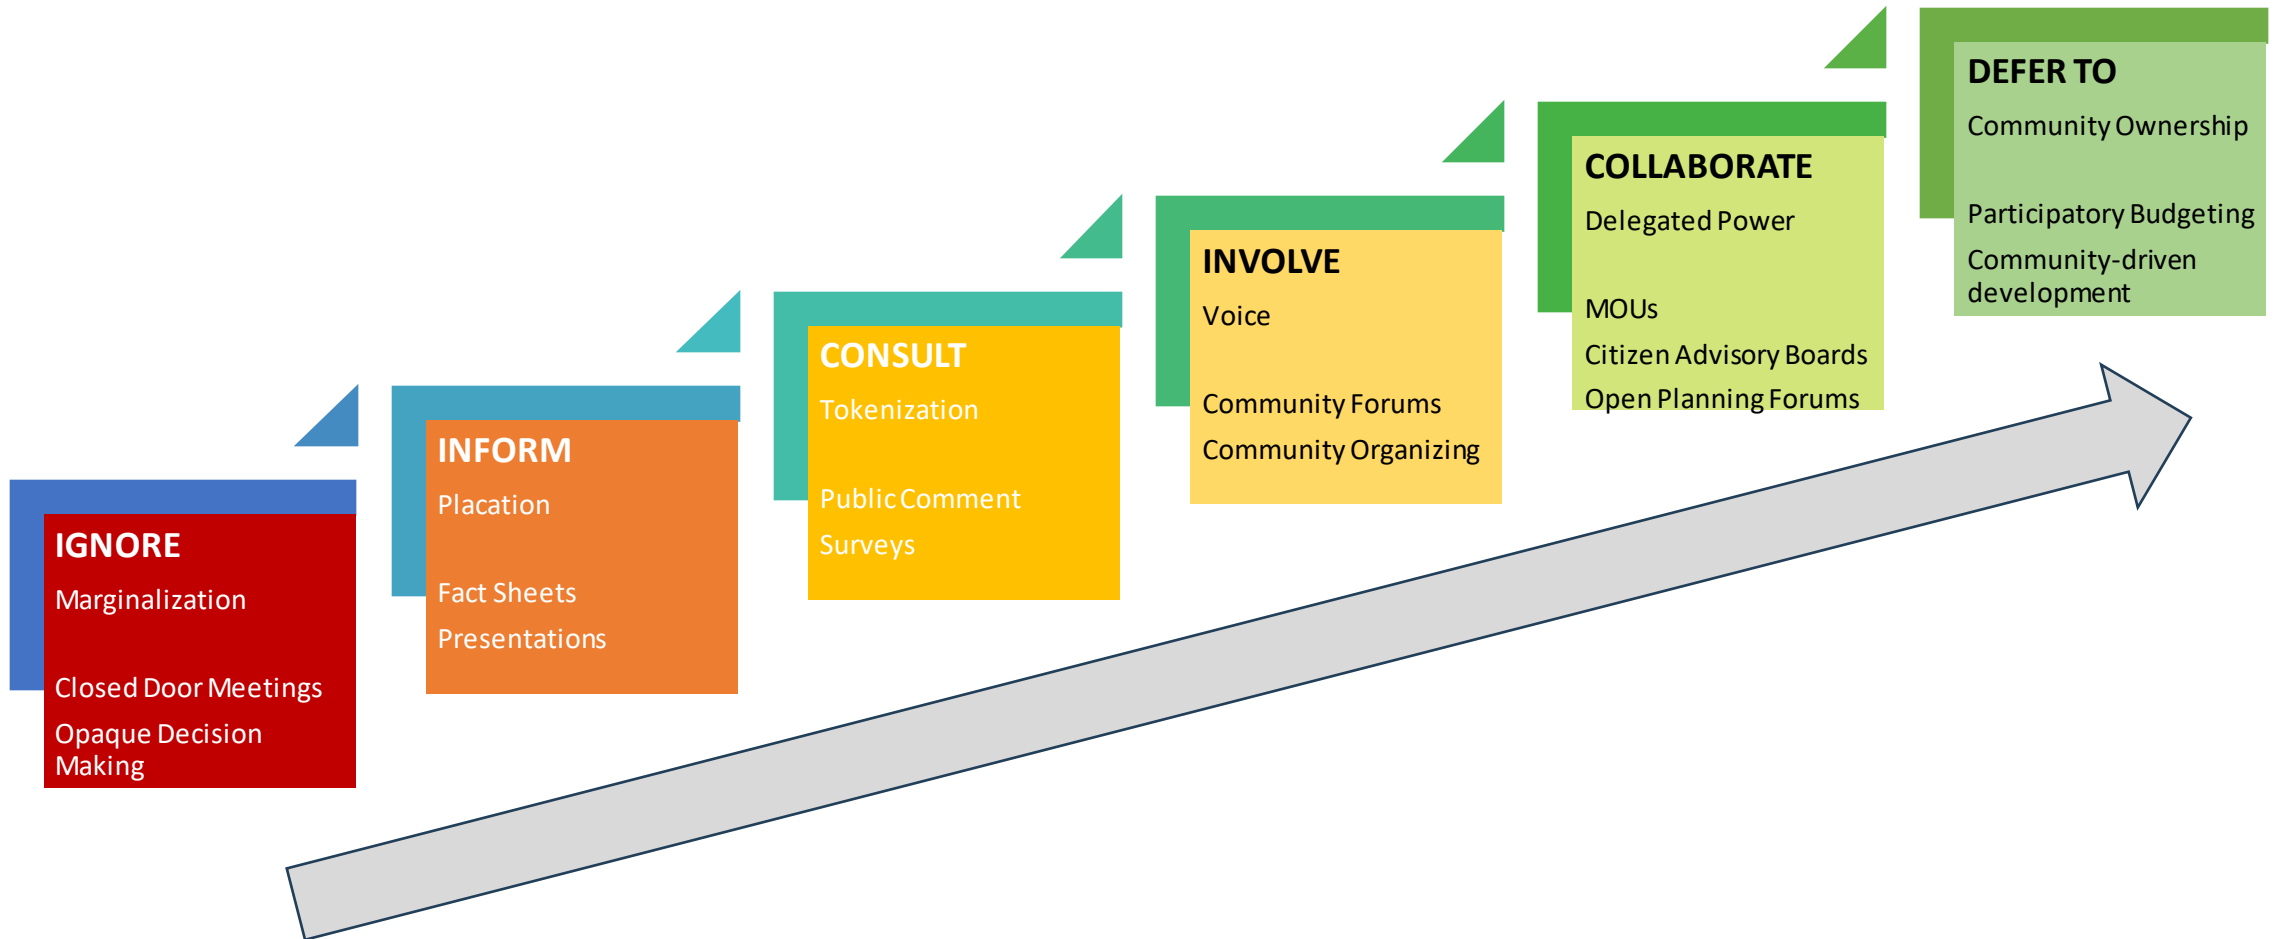 IGNORE
Marginalization
Closed Door Meetings
Opaque Decision
Making
INFORM
Placation
Fact Sheets
Presentations
CONSULT
Tokenization
Public Comment
Surveys
INVOLVE
Voice
Community Forums
Community Organizing
COLLABORATE
Delegated Power
MOUs
Citizen Advisory Boards
Open Planning Forums
DEFER TO
Community Ownership
Participatory Budgeting
Community-driven
development